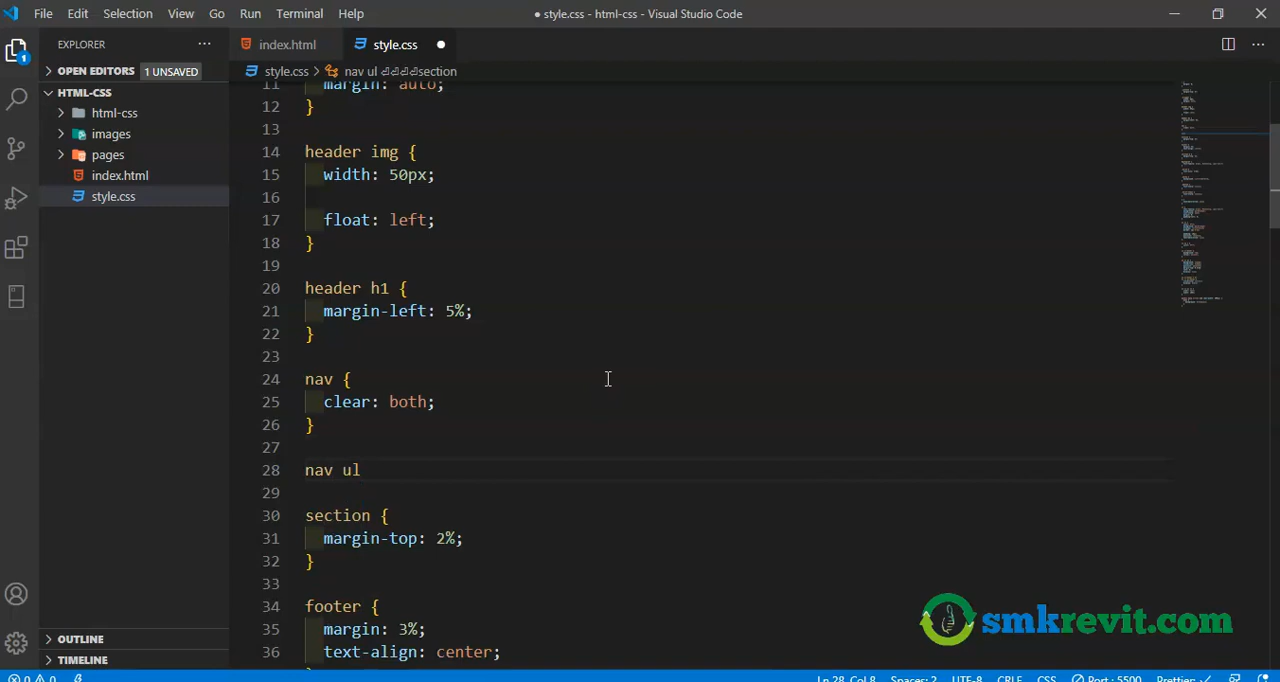 File Edit Selection View Go Run Terminal Help
● style.css - html-css - Visual Studio Code
EXPLORER
index.html
style.css
OPEN EDITORS 1 UNSAVED
style.css > nav ul ⏎⏎⏎⏎section
HTML-CSS
html-css
images
pages
index.html
style.css
1
11 margin: auto;
12 }
13
14 header img {
15 width: 50px;
16
17 float: left;
18 }
19
20 header h1 {
21 margin-left: 5%;
22 }
23
24 nav {
25 clear: both;
26 }
27
28 nav ul
29
30 section {
31 margin-top: 2%;
32 }
33
34 footer {
35 margin: 3%;
36 text-align: center;
OUTLINE
TIMELINE
smkrevit.com
0 0
Ln 28, Col 8 Spaces: 2 UTF-8 CRLF CSS Port : 5500 Prettier